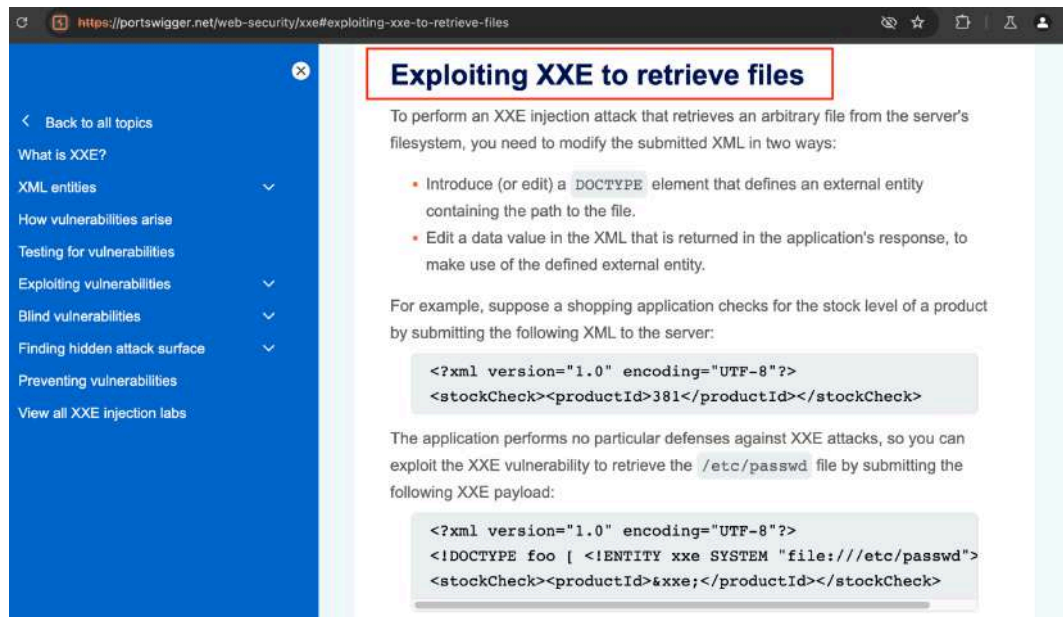 https://portswigger.net/web-security/xxe#exploiting-xxe-to-retrieve-files
Back to all topics
What is XXE?
XML entities
How vulnerabilities arise
Testing for vulnerabilities
Exploiting vulnerabilities
Blind vulnerabilities
Finding hidden attack surface
Preventing vulnerabilities
View all XXE injection labs
Exploiting XXE to retrieve files
To perform an XXE injection attack that retrieves an arbitrary file from the server's
filesystem, you need to modify the submitted XML in two ways:
• Introduce (or edit) a DOCTYPE element that defines an external entity
containing the path to the file.
• Edit a data value in the XML that is returned in the application's response, to
make use of the defined external entity.
For example, suppose a shopping application checks for the stock level of a product
by submitting the following XML to the server:
<?xml version="1.0" encoding="UTF-8"?>
<stockCheck><productId>381</productId></stockCheck>
The application performs no particular defenses against XXE attacks, so you can
exploit the XXE vulnerability to retrieve the /etc/passwd file by submitting the
following XXE payload:
<?xml version="1.0" encoding="UTF-8"?>
<!DOCTYPE foo [ <!ENTITY xxe SYSTEM "file:///etc/passwd">
<stockCheck><productId>&xxe;</productId></stockCheck>